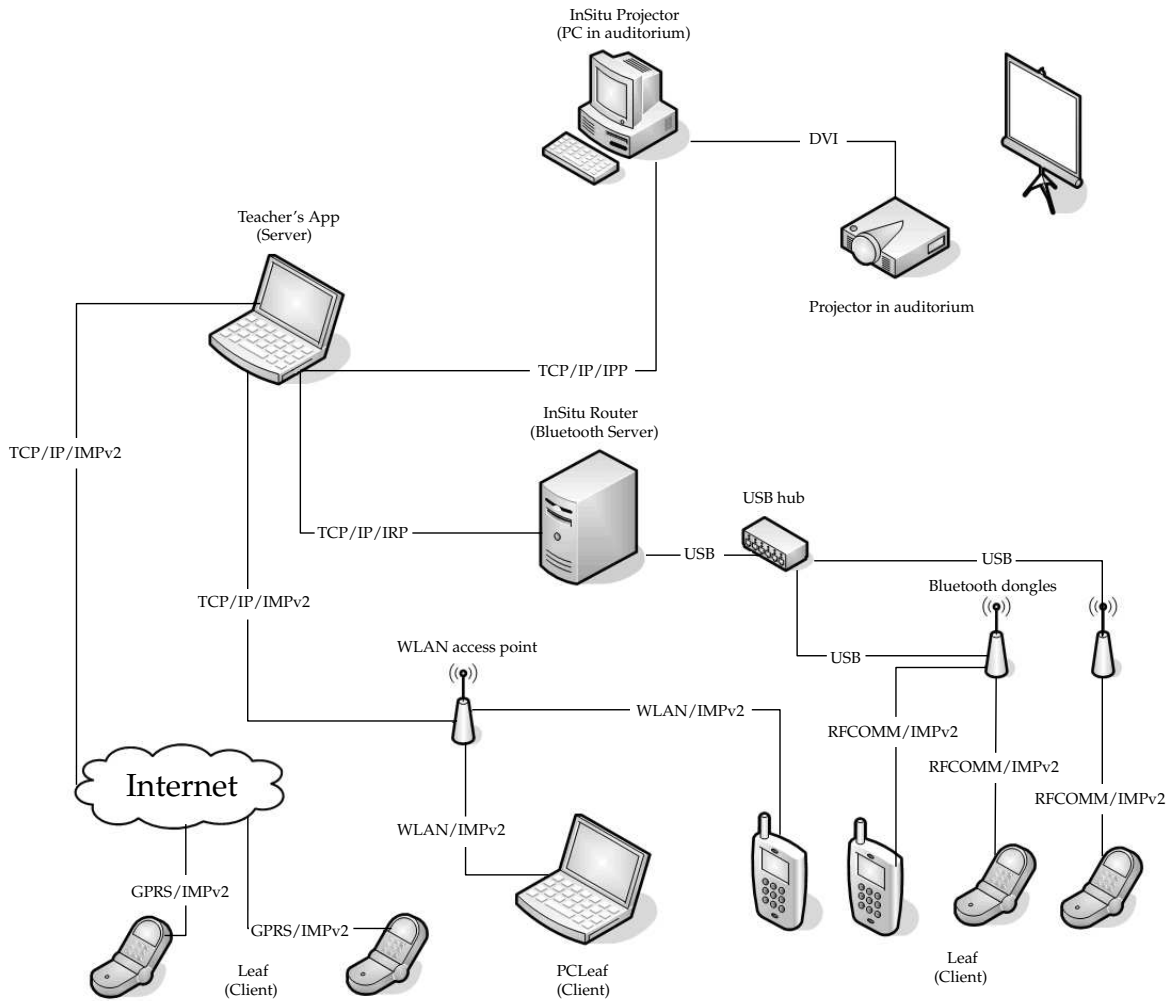 InSitu Projector
(PC in auditorium)
DVI
Teacher's App
(Server)
Projector in auditorium
TCP/IP/IPP
InSitu Router
(Bluetooth Server)
TCP/IP/IMPv2
USB hub
TCP/IP/IRP
USB
USB
Bluetooth dongles
TCP/IP/IMPv2
WLAN access point
USB
WLAN/IMPv2
RFCOMM/IMPv2
RFCOMM/IMPv2
Internet
RFCOMM/IMPv2
WLAN/IMPv2
GPRS/IMPv2
GPRS/IMPv2
Leaf
(Client)
PCLeaf
(Client)
Leaf
(Client)